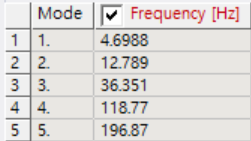 Mode Frequency [Hz]
1 1. 4.6988
2 2. 12.789
3 3. 36.351
4 4. 118.77
5 5. 196.87